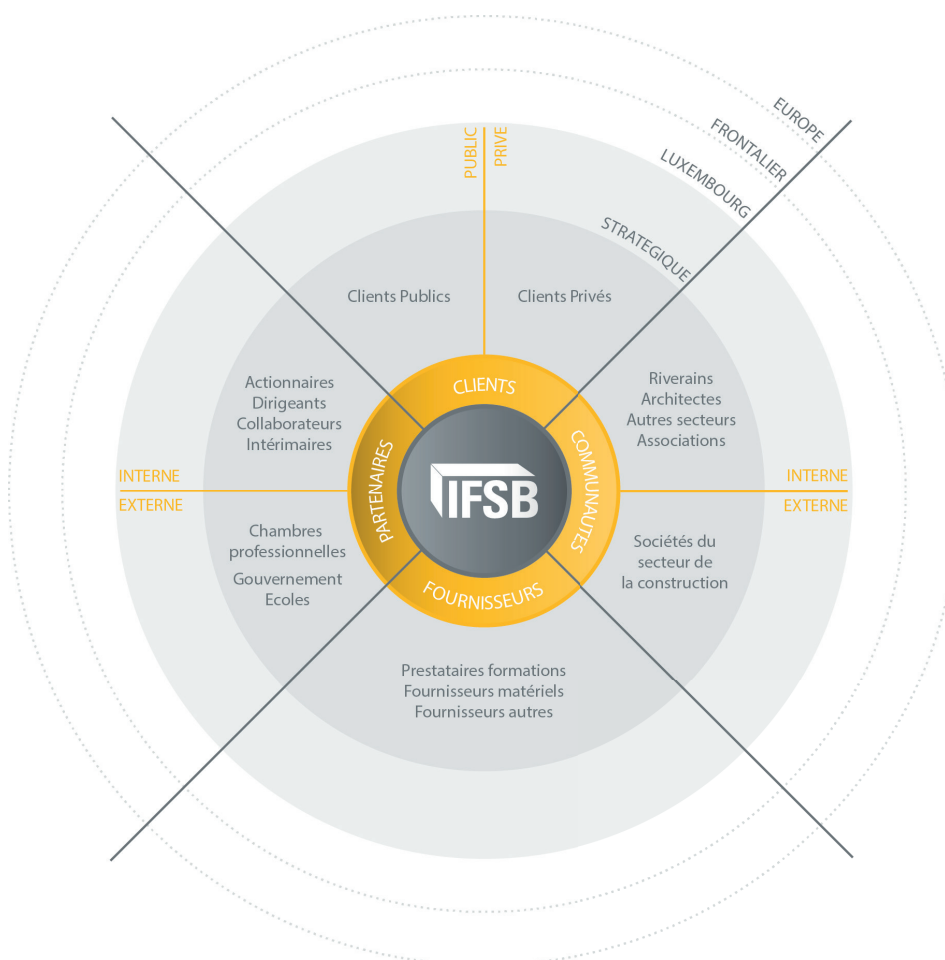 EUROPE
FRONTALIER
LUXEMBOURG
STRATEGIQUE
PUBLIC
PRIVE
Clients Publics
Clients Privés
CLIENTS
Actionnaires
Dirigeants
Collaborateurs
Intérimaires
Riverains
Architectes
Autres secteurs
Associations
INTERNE
EXTERNE
PARTENAIRES
IFSB
COMMUNAUTES
INTERNE
EXTERNE
Chambres
professionnelles
Gouvernement
Ecoles
Sociétés du
secteur de
la construction
FOURNISSEURS
Prestataires formations
Fournisseurs matériels
Fournisseurs autres